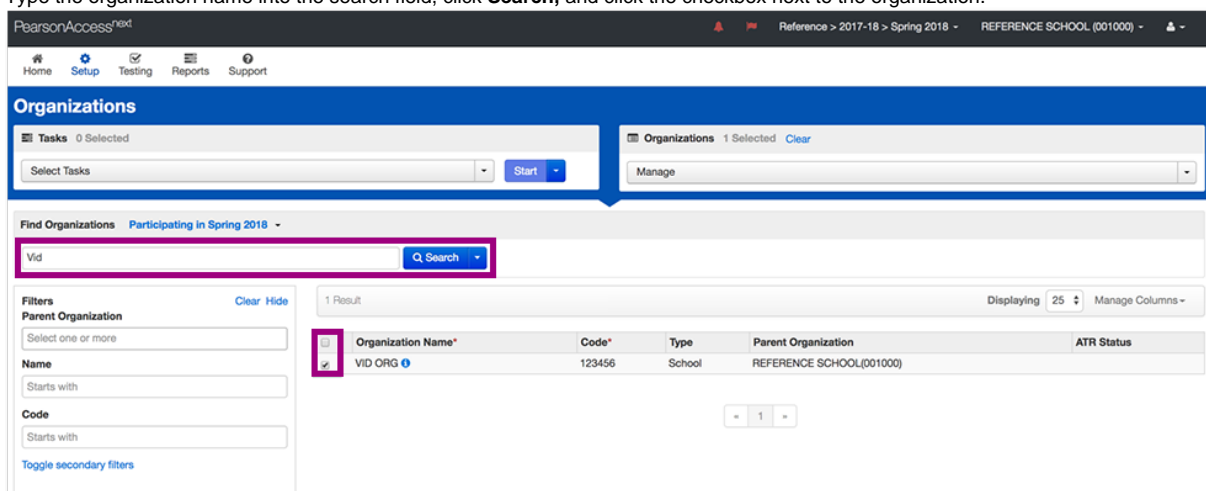 Type the organization name into the search field, click Search, and click the checkbox next to the organization.
PearsonAccessnext
Reference > 2017-18 > Spring 2018
REFERENCE SCHOOL (001000)
Home Setup Testing Reports Support
Organizations
Tasks 0 Selected
Organizations 1 Selected Clear
Select Tasks
Start
Manage
Find Organizations Participating in Spring 2018
Vid
Search
Filters Clear Hide
1 Result
Displaying 25 Manage Columns
Parent Organization
Select one or more
Organization Name* Code* Type Parent Organization ATR Status
Name
VID ORG 123456 School REFERENCE SCHOOL(001000)
Starts with
Code
« 1 »
Starts with
Toggle secondary filters